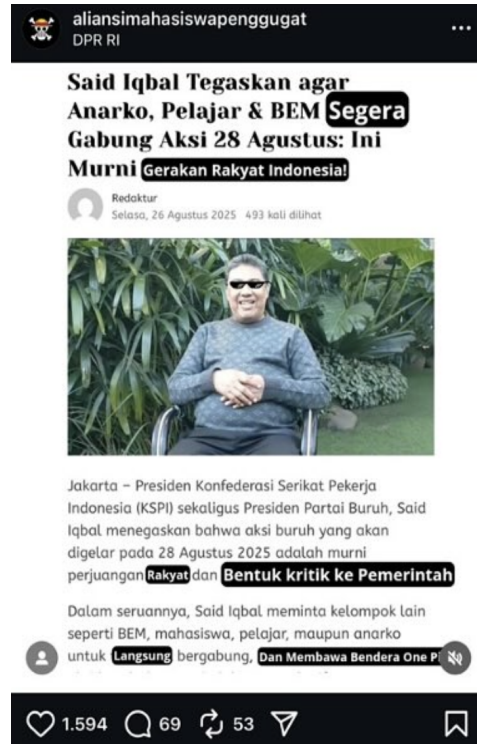 aliansimahasiswapenggugat
DPR RI
Said Iqbal Tegaskan agar
Anarko, Pelajar & BEM Segera
Gabung Aksi 28 Agustus: Ini
Murni Gerakan Rakyat Indonesia!
Redaktur
Selasa, 26 Agustus 2025 493 kali dilihat
Jakarta – Presiden Konfederasi Serikat Pekerja
Indonesia (KSPI) sekaligus Presiden Partai Buruh, Said
Iqbal menegaskan bahwa aksi buruh yang akan
digelar pada 28 Agustus 2025 adalah murni
perjuangan Rakyat dan Bentuk kritik ke Pemerintah
Dalam seruannya, Said Iqbal meminta kelompok lain
seperti BEM, mahasiswa, pelajar, maupun anarko
untuk Langsung bergabung, Dan Membawa Bendera One
1.594 69 53